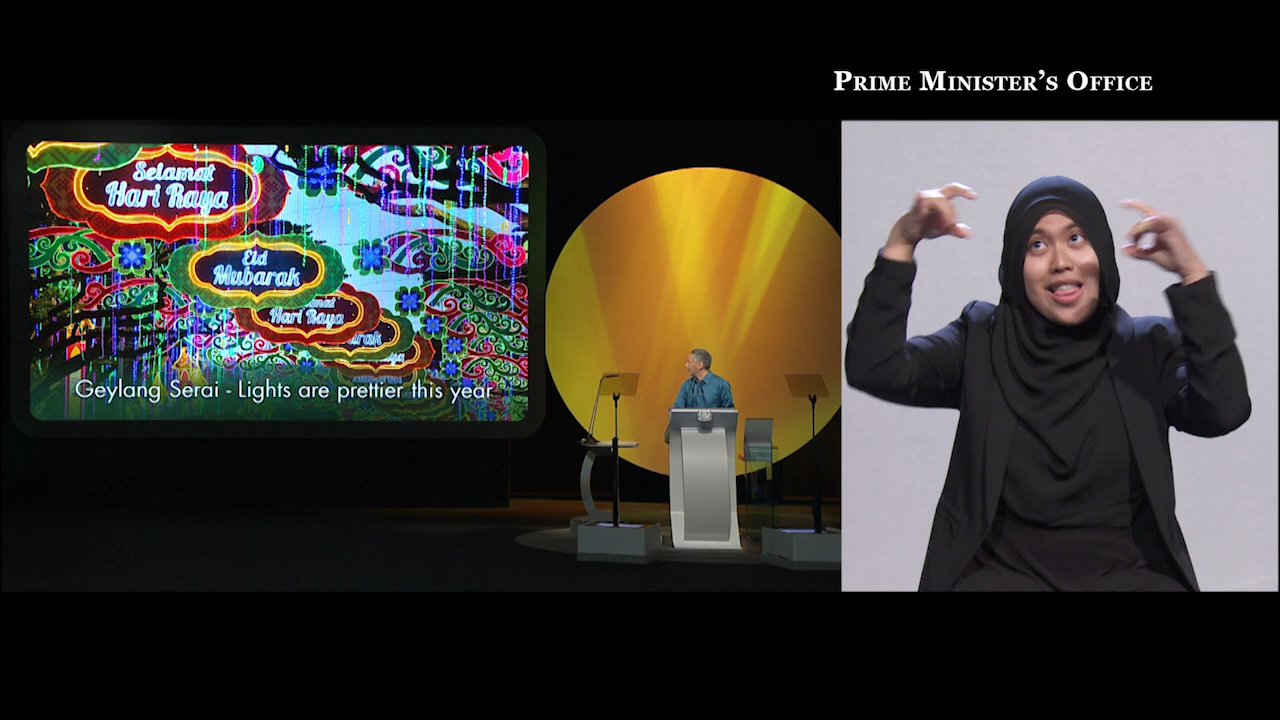 PRIME MINISTER'S OFFICE
Selamat
Hari Raya
Eid
Mubarak
Hari Raya
Geylang Serai - Lights are prettier this year